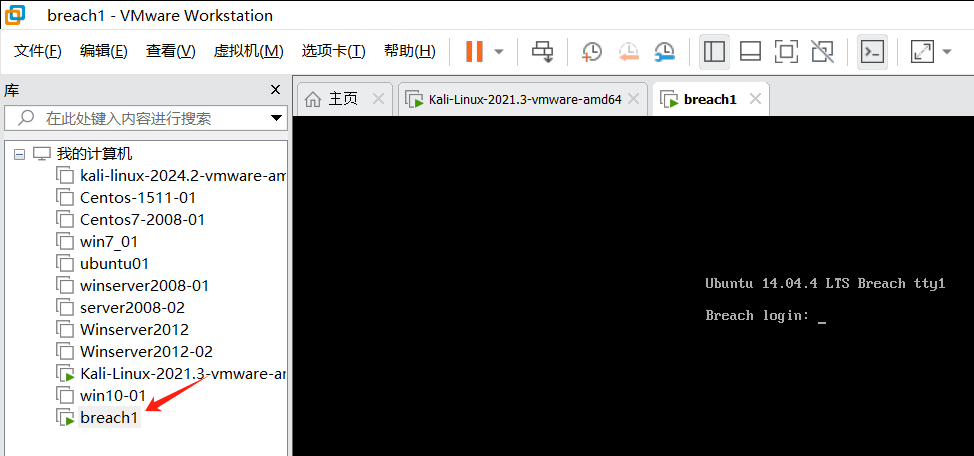 breach1 - VMware Workstation
文件(F) 编辑(E) 查看(V) 虚拟机(M) 选项卡(T) 帮助(H)
库
主页 Kali-Linux-2021.3-vmware-amd64 breach1
在此处键入内容进行搜索
我的计算机
kali-linux-2024.2-vmware-am
Centos-1511-01
Centos7-2008-01
win7_01
ubuntu01
winserver2008-01
server2008-02
Winserver2012
Winserver2012-02
Kali-Linux-2021.3-vmware-ar
win10-01
breach1
Ubuntu 14.04.4 LTS Breach tty1
Breach login: _